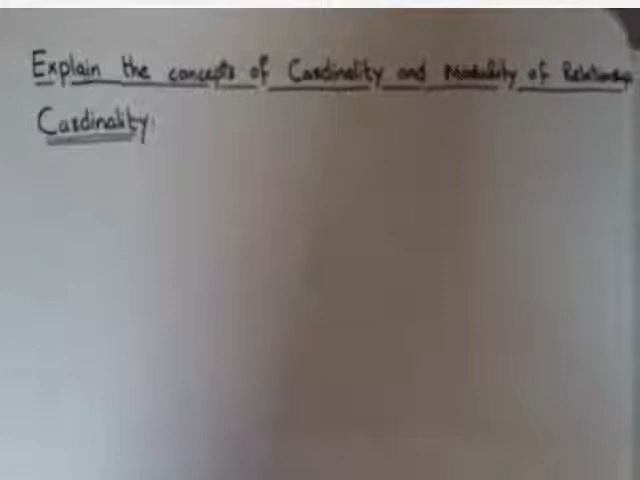 Explain the concepts of Cardinality and Modality of Relationship
Cardinality: